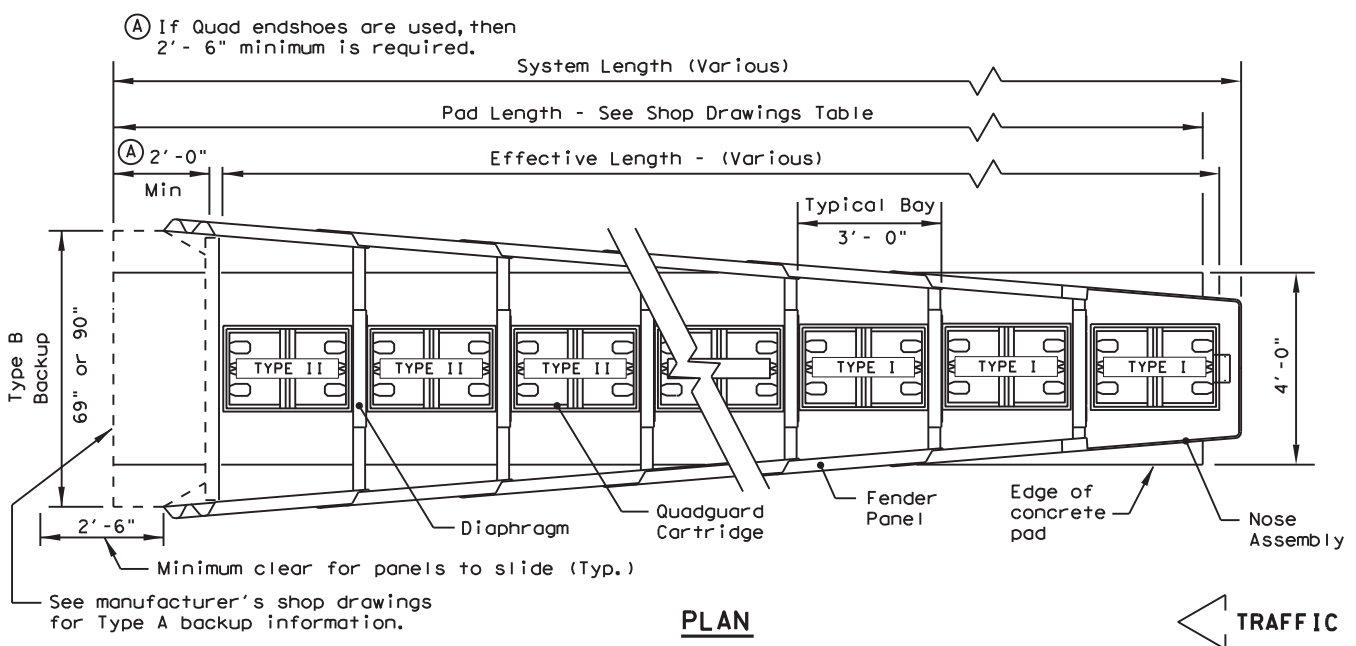 Ⓐ If Quad endshoes are used, then
2'- 6" minimum is required.
System Length (Various)
Pad Length - See Shop Drawings Table
Ⓐ 2'-0"
Min
Effective Length - (Various)
Typical Bay
3'- 0"
Type B
Backup
69" or 90"
TYPE II
TYPE II
TYPE II
TYPE I
TYPE I
TYPE I
4'-0"
2'-6"
Diaphragm
Quadguard
Cartridge
Fender
Panel
Edge of
concrete
pad
Nose
Assembly
Minimum clear for panels to slide (Typ.)
See manufacturer's shop drawings
for Type A backup information.
PLAN
TRAFFIC